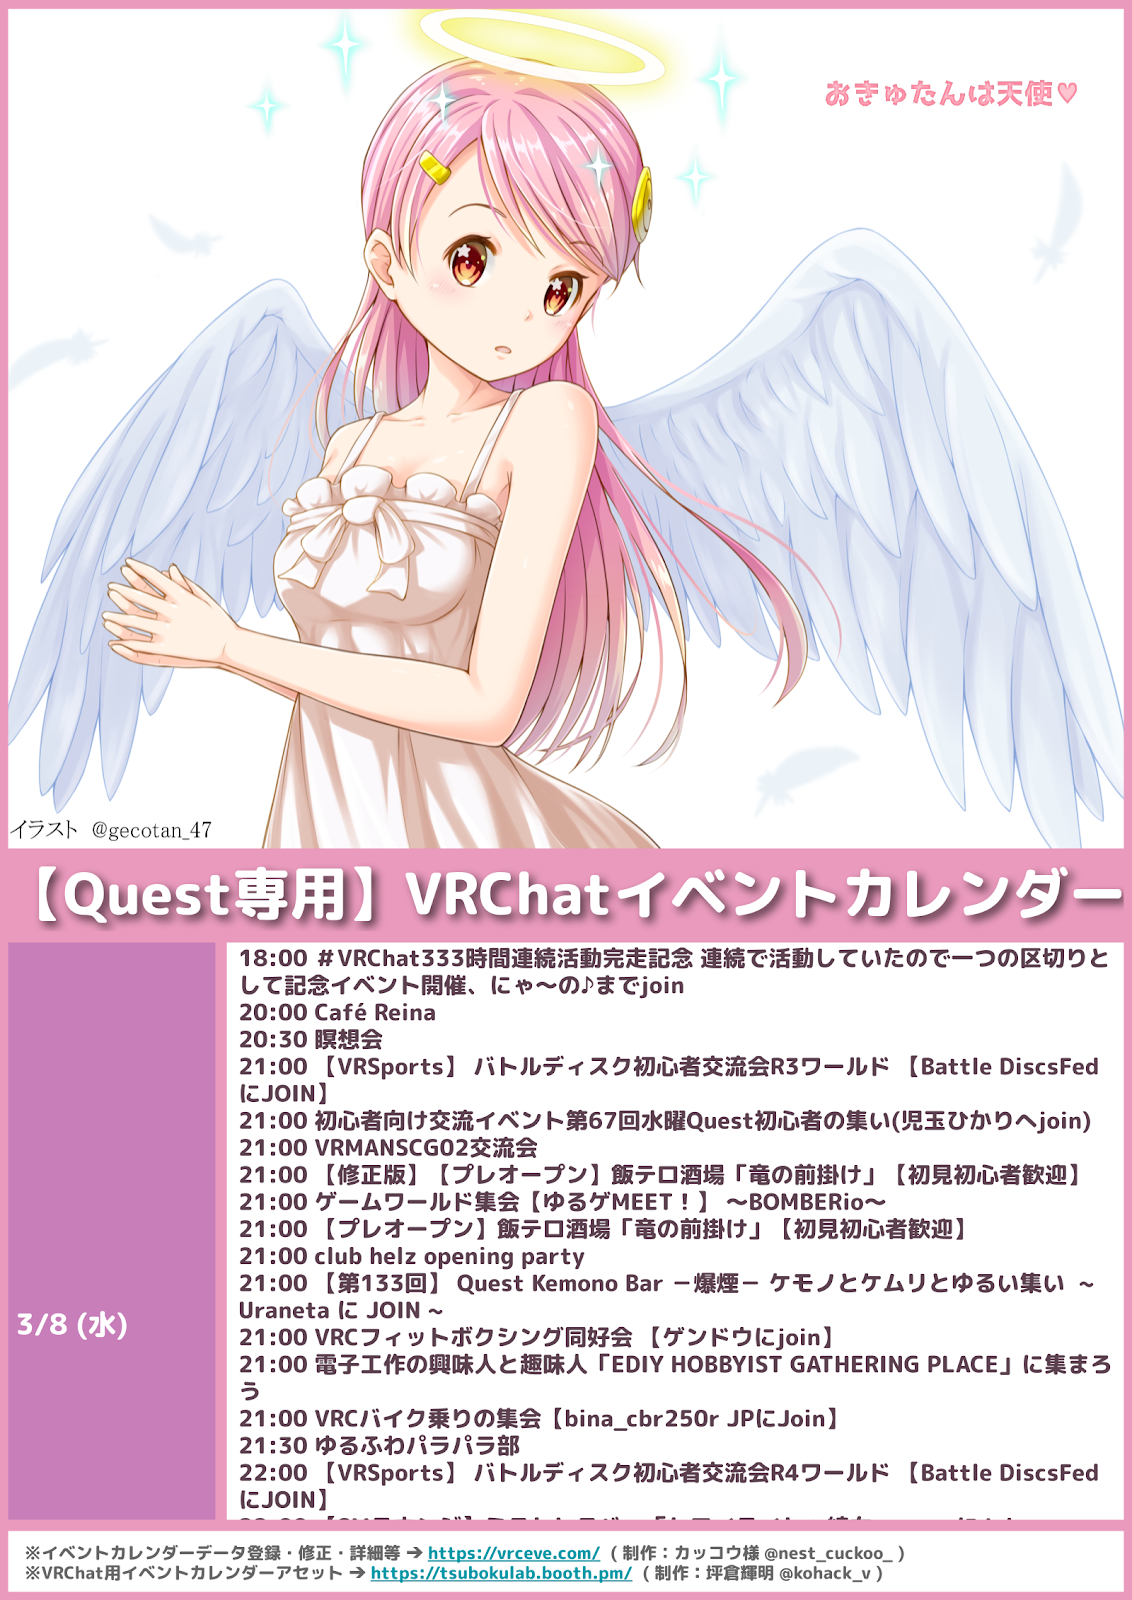 おきゅたんは天使♥
イラスト @gecotan_47
【Quest専用】VRChatイベントカレンダー
3/8 (水)
18:00 ＃VRChat333時間連続活動完走記念 連続で活動していたので一つの区切りと
して記念イベント開催、にゃ～の♪までjoin
20:00 Café Reina
20:30 瞑想会
21:00 【VRSports】 バトルディスク初心者交流会R3ワールド 【Battle DiscsFed
にJOIN】
21:00 初心者向け交流イベント第67回水曜Quest初心者の集い(児玉ひかりへjoin)
21:00 VRMANSCG02交流会
21:00 【修正版】【プレオープン】飯テロ酒場「竜の前掛け」【初見初心者歓迎】
21:00 ゲームワールド集会【ゆるゲMEET！】 ～BOMBERio～
21:00 【プレオープン】飯テロ酒場「竜の前掛け」【初見初心者歓迎】
21:00 club helz opening party
21:00 【第133回】 Quest Kemono Bar －爆煙－ ケモノとケムリとゆるい集い ~
Uraneta に JOIN ~
21:00 VRCフィットボクシング同好会 【ゲンドウにjoin】
21:00 電子工作の興味人と趣味人「EDIY HOBBYIST GATHERING PLACE」に集まろ
う
21:00 VRCバイク乗りの集会【bina_cbr250r JPにJoin】
21:30 ゆるふわパラパラ部
22:00 【VRSports】 バトルディスク初心者交流会R4ワールド 【Battle DiscsFed
にJOIN】
※イベントカレンダーデータ登録・修正・詳細等 ➔ https://vrceve.com/ ( 制作：カッコウ様 @nest_cuckoo_ )
※VRChat用イベントカレンダーアセット ➔ https://tsubokulab.booth.pm/ ( 制作：坪倉輝明 @kohack_v )